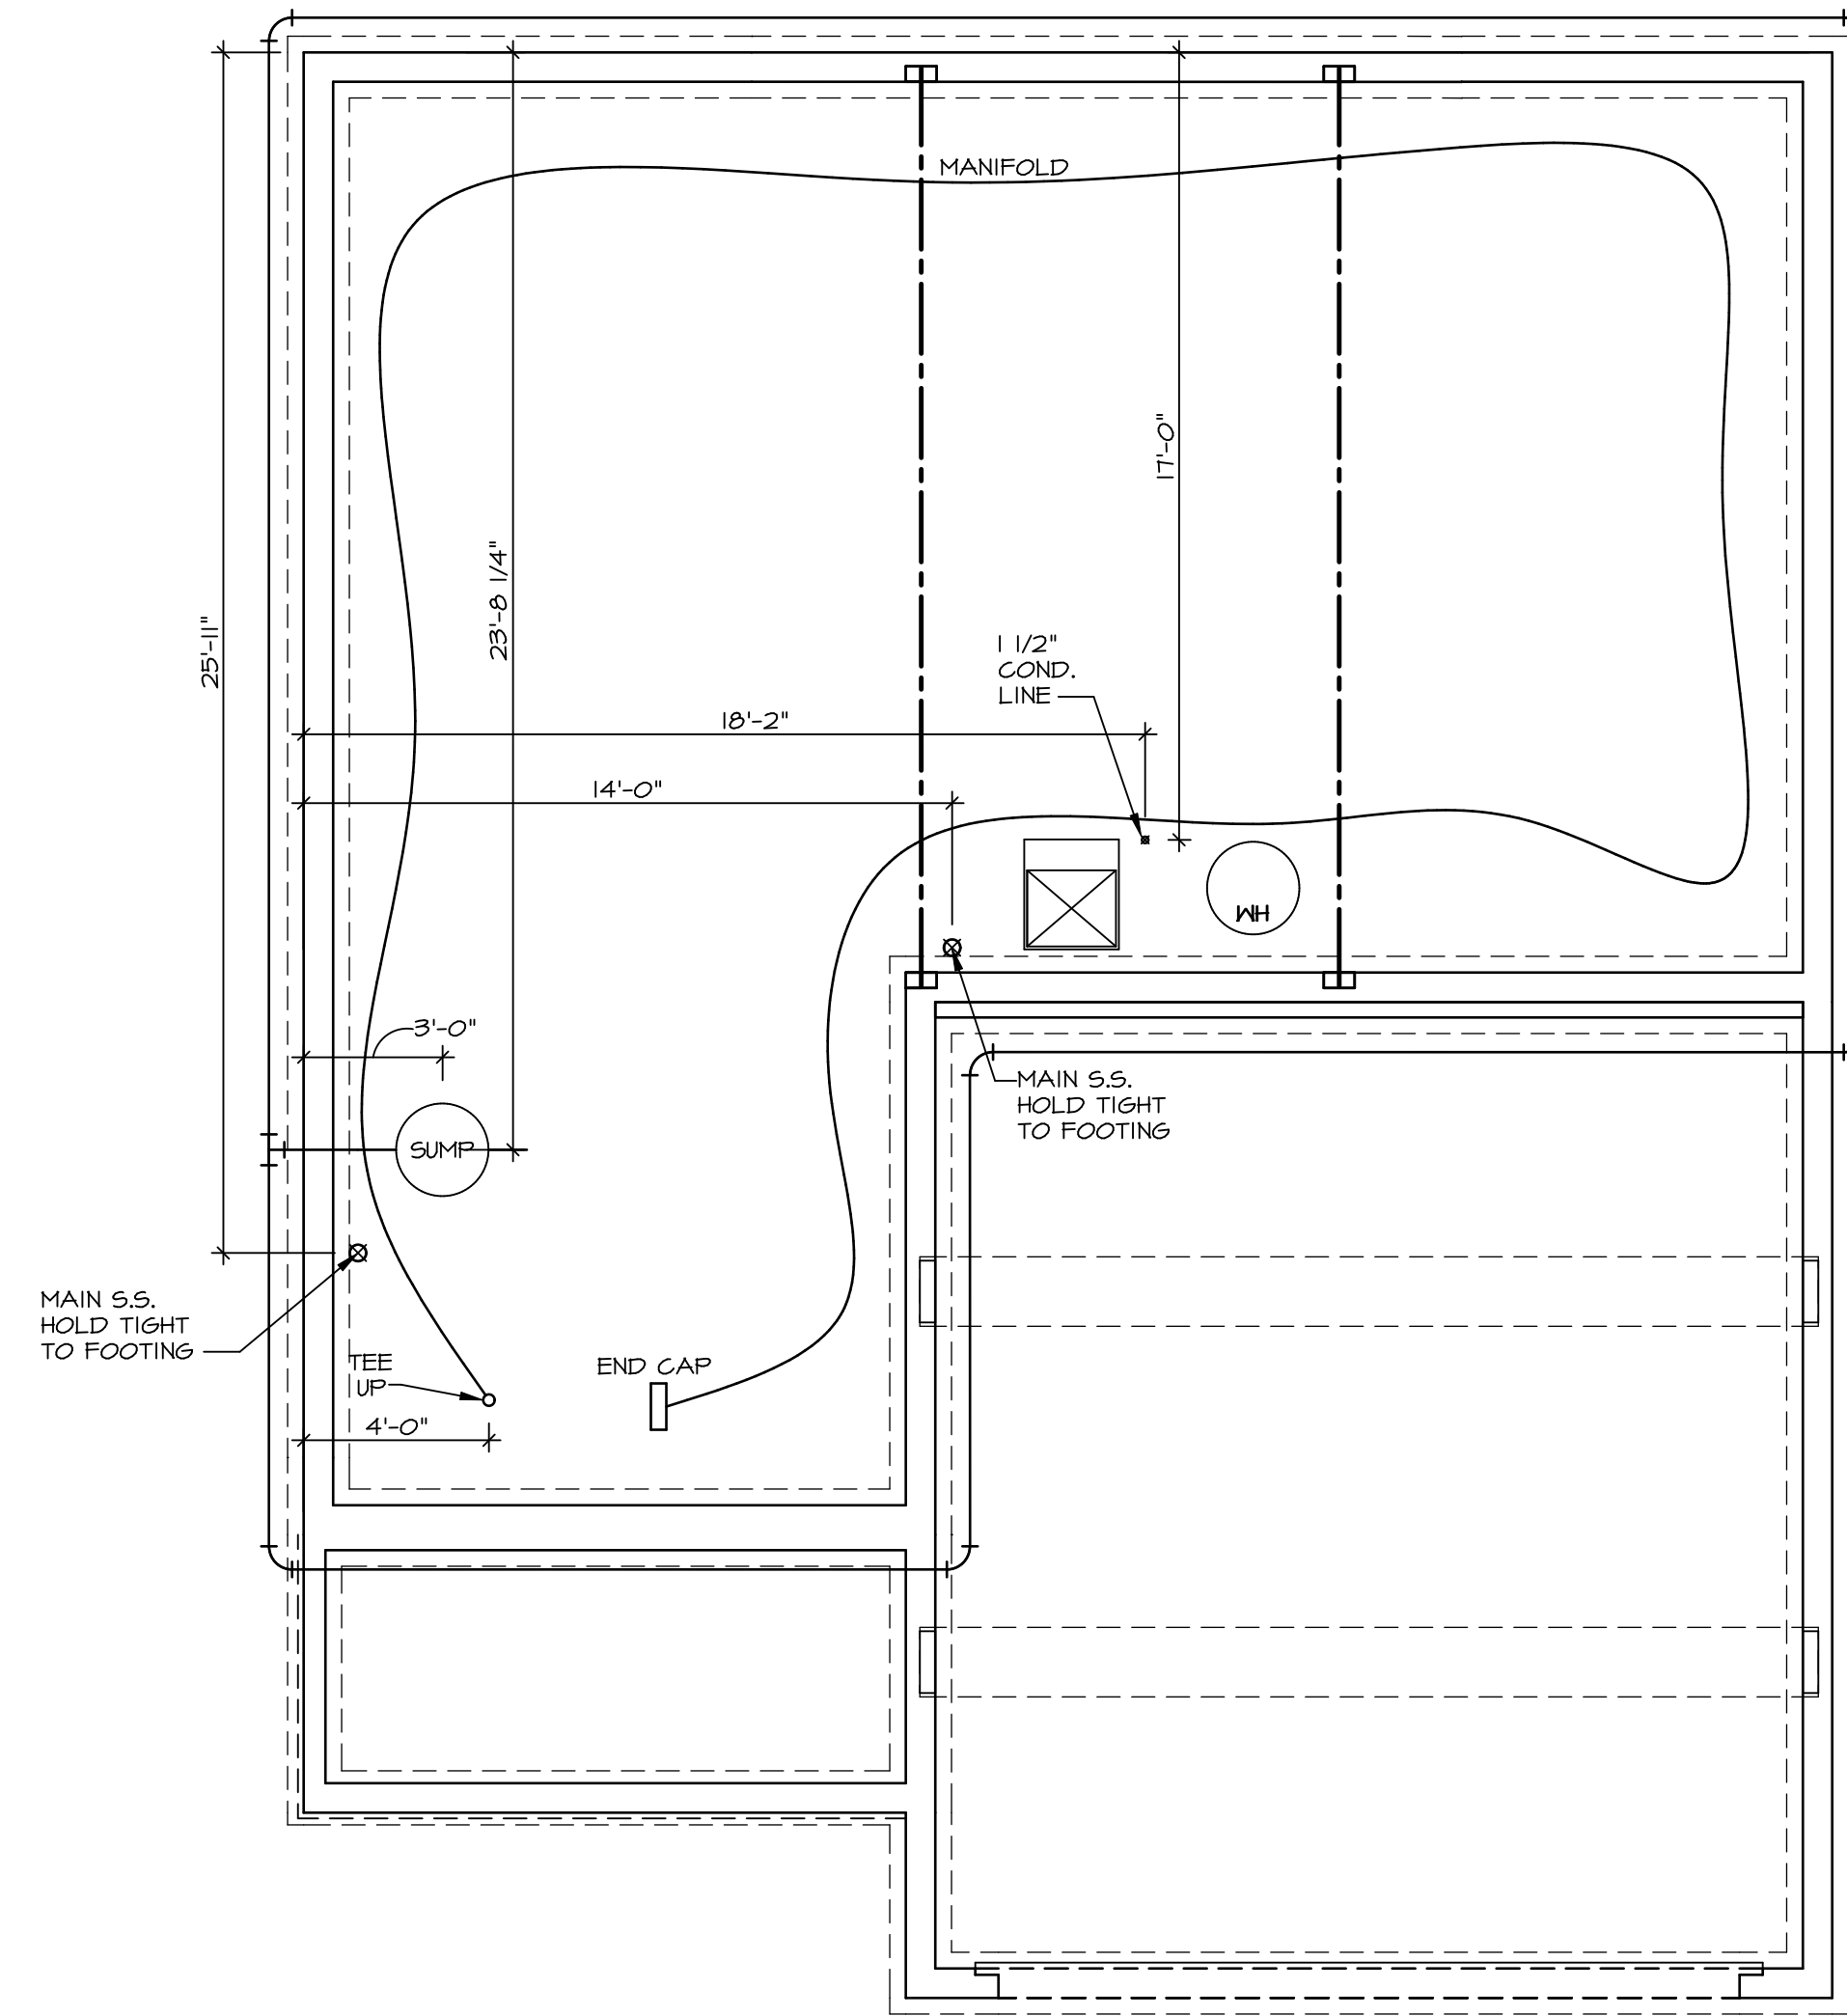 MANIFOLD
17'-0"
23'-8 1/4"
25'-11"
1 1/2"
COND.
LINE
18'-2"
14'-0"
WH
3'-0"
MAIN S.S.
HOLD TIGHT
TO FOOTING
SUMP
MAIN S.S.
HOLD TIGHT
TO FOOTING
TEE
UP
END CAP
4'-0"